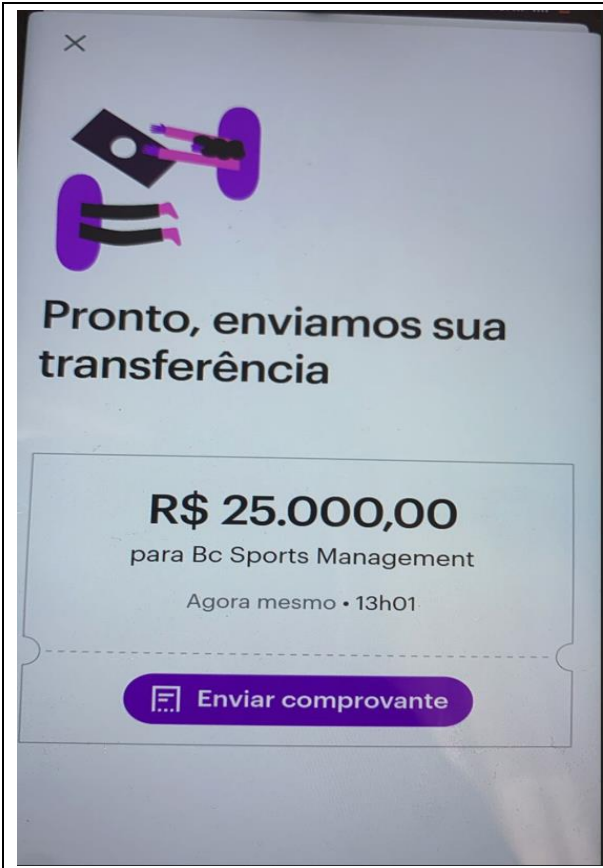 Pronto, enviamos sua
transferência
R$ 25.000,00
para Bc Sports Management
Agora mesmo • 13h01
Enviar comprovante